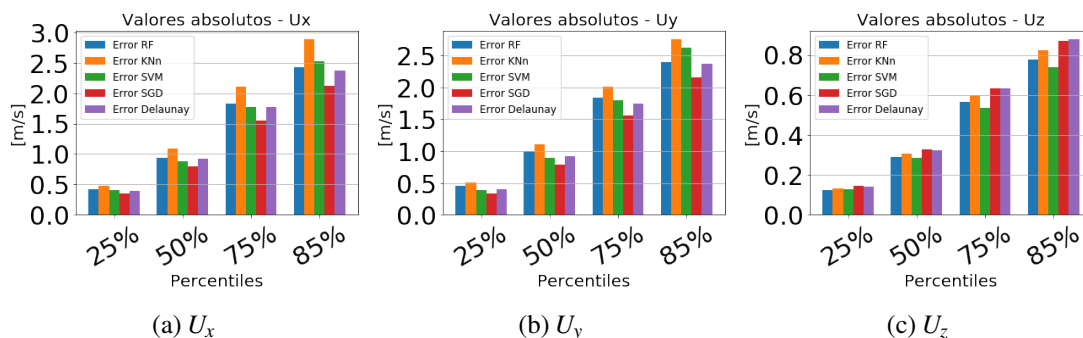 Valores absolutos - Ux
[m/s]
3.0
2.5
2.0
1.5
1.0
0.5
0.0
Error RF
Error KNn
Error SVM
Error SGD
Error Delaunay
25% 50% 75% 85%
Percentiles
(a) Ux
Valores absolutos - Uy
[m/s]
2.5
2.0
1.5
1.0
0.5
0.0
Error RF
Error KNn
Error SVM
Error SGD
Error Delaunay
25% 50% 75% 85%
Percentiles
(b) Uy
Valores absolutos - Uz
[m/s]
0.8
0.6
0.4
0.2
0.0
Error RF
Error KNn
Error SVM
Error SGD
Error Delaunay
25% 50% 75% 85%
Percentiles
(c) Uz